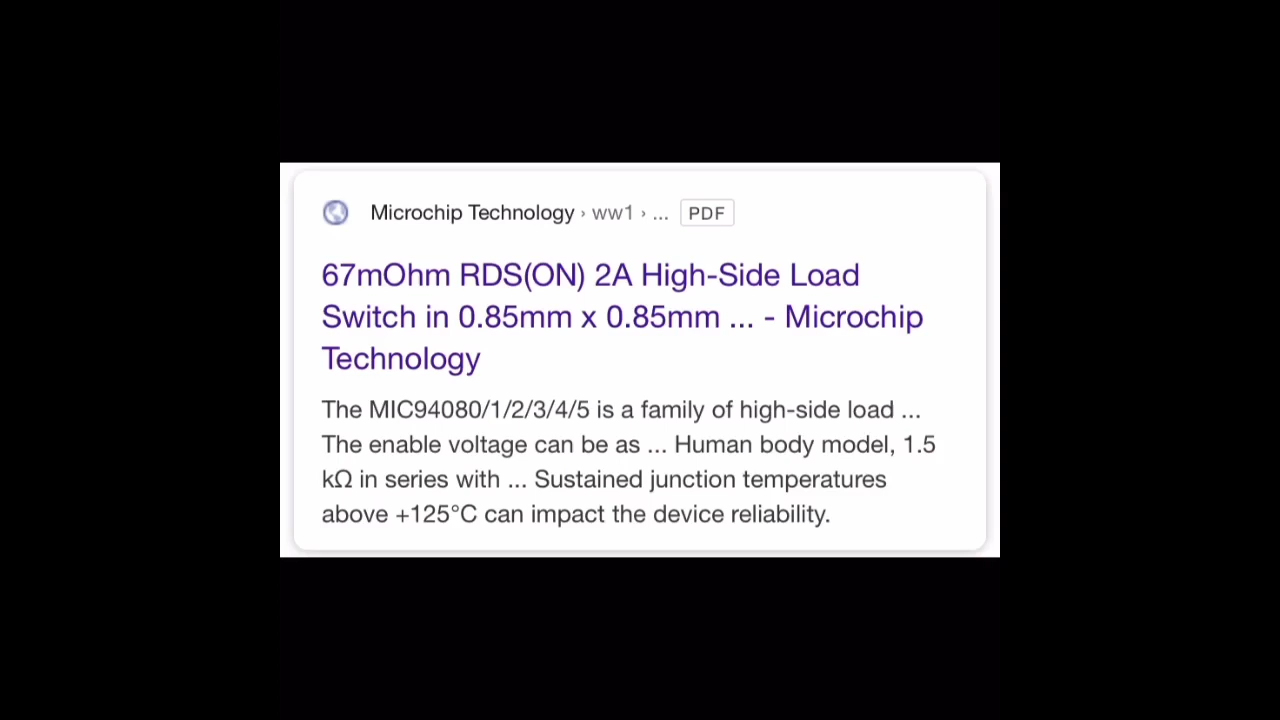 Microchip Technology › ww1 › ... PDF
67mOhm RDS(ON) 2A High-Side Load
Switch in 0.85mm x 0.85mm ... - Microchip
Technology
The MIC94080/1/2/3/4/5 is a family of high-side load ...
The enable voltage can be as ... Human body model, 1.5
kΩ in series with ... Sustained junction temperatures
above +125°C can impact the device reliability.